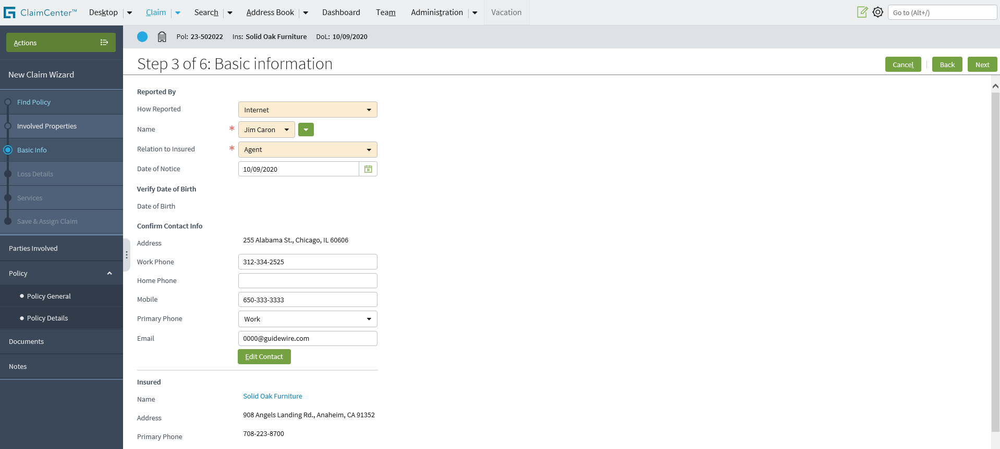 ClaimCenter™ Desktop Claim Search Address Book Dashboard Team Administration Vacation Go to (Alt+/)
Actions
Pol: 23-502022 Ins: Solid Oak Furniture DoL: 10/09/2020
Step 3 of 6: Basic information
Cancel Back Next
New Claim Wizard
Find Policy
Involved Properties
Basic Info
Loss Details
Services
Save & Assign Claim
Parties Involved
Policy
Policy General
Policy Details
Documents
Notes
Reported By
How Reported Internet
Name * Jim Caron
Relation to Insured * Agent
Date of Notice 10/09/2020 31
Verify Date of Birth
Date of Birth
Confirm Contact Info
Address 255 Alabama St., Chicago, IL 60606
Work Phone 312-334-2525
Home Phone
Mobile 650-333-3333
Primary Phone Work
Email 0000@guidewire.com
Edit Contact
Insured
Name Solid Oak Furniture
Address 908 Angels Landing Rd., Anaheim, CA 91352
Primary Phone 708-223-8700